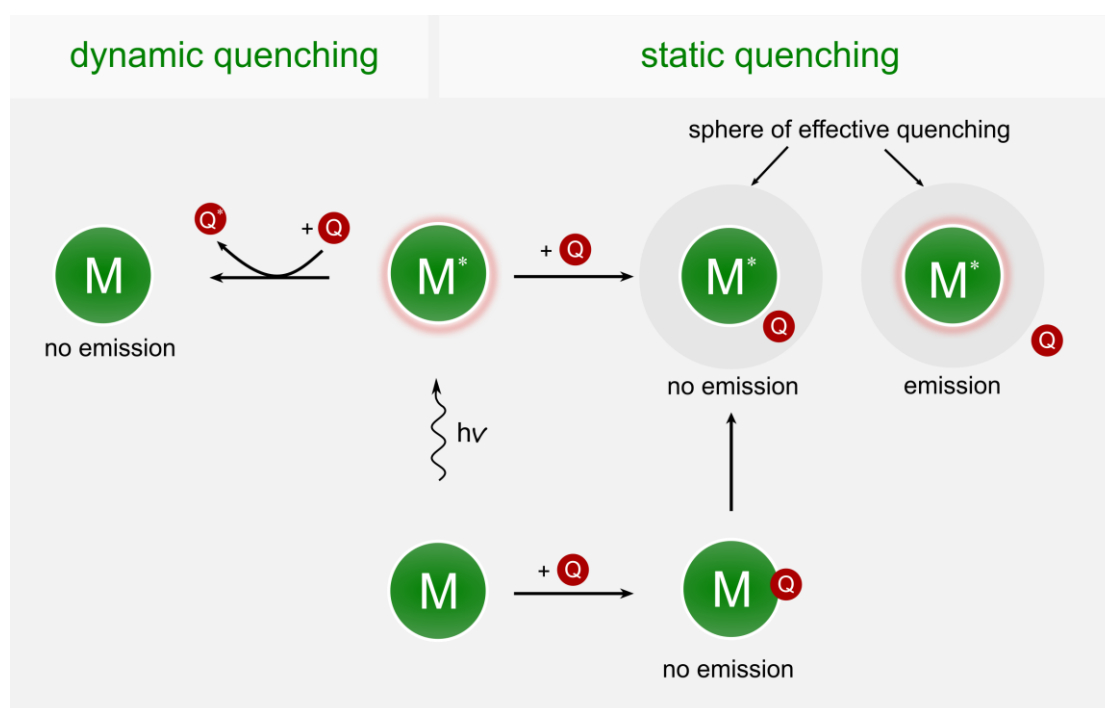 dynamic quenching
static quenching
sphere of effective quenching
Q*
+ Q
M
M*
+ Q
M*
Q
M*
Q
no emission
no emission
emission
hν
M
+ Q
M
Q
no emission